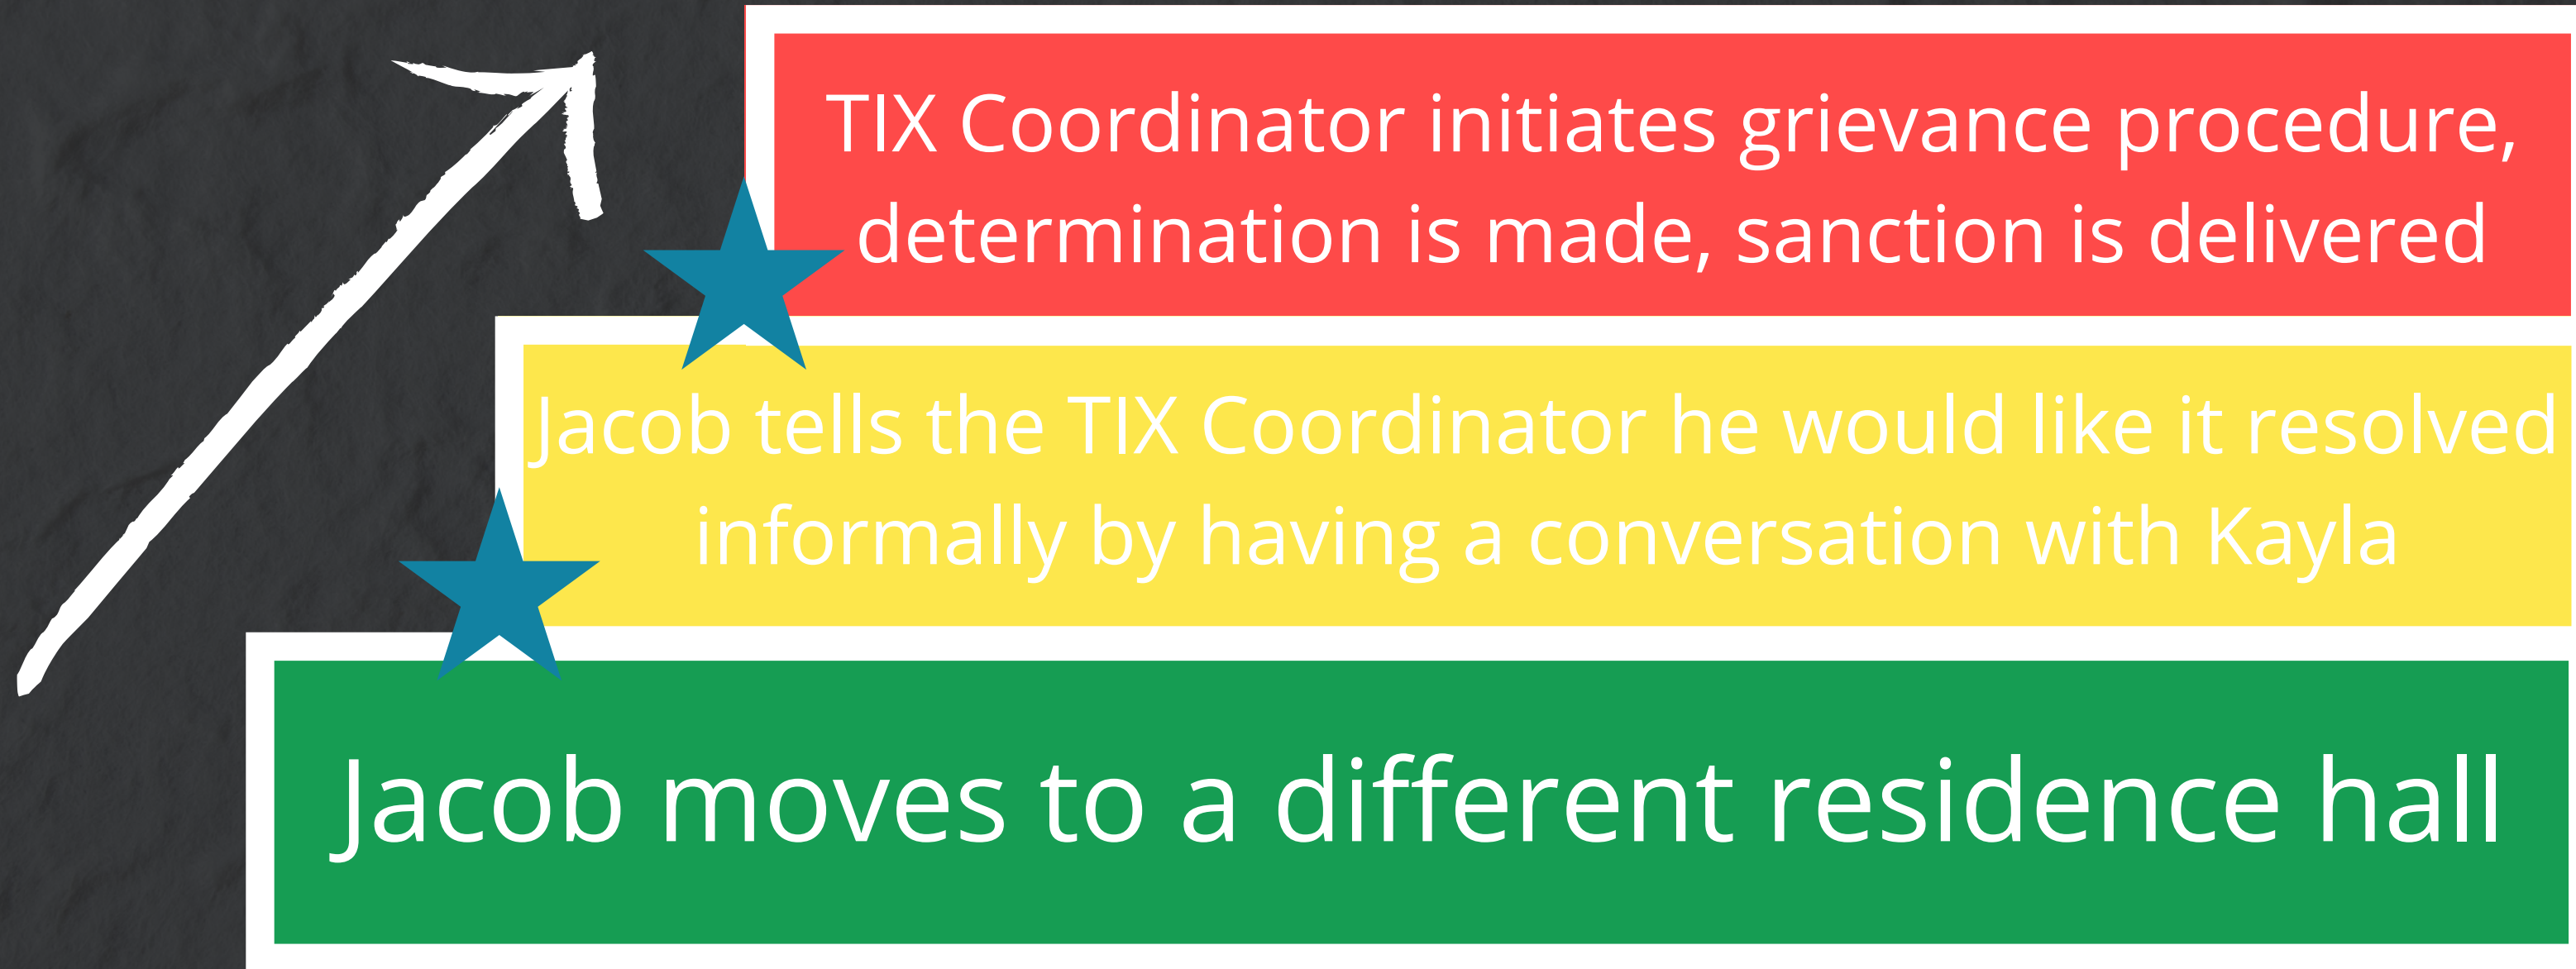 TIX Coordinator initiates grievance procedure,
determination is made, sanction is delivered
Jacob tells the TIX Coordinator he would like it resolved
informally by having a conversation with Kayla
Jacob moves to a different residence hall